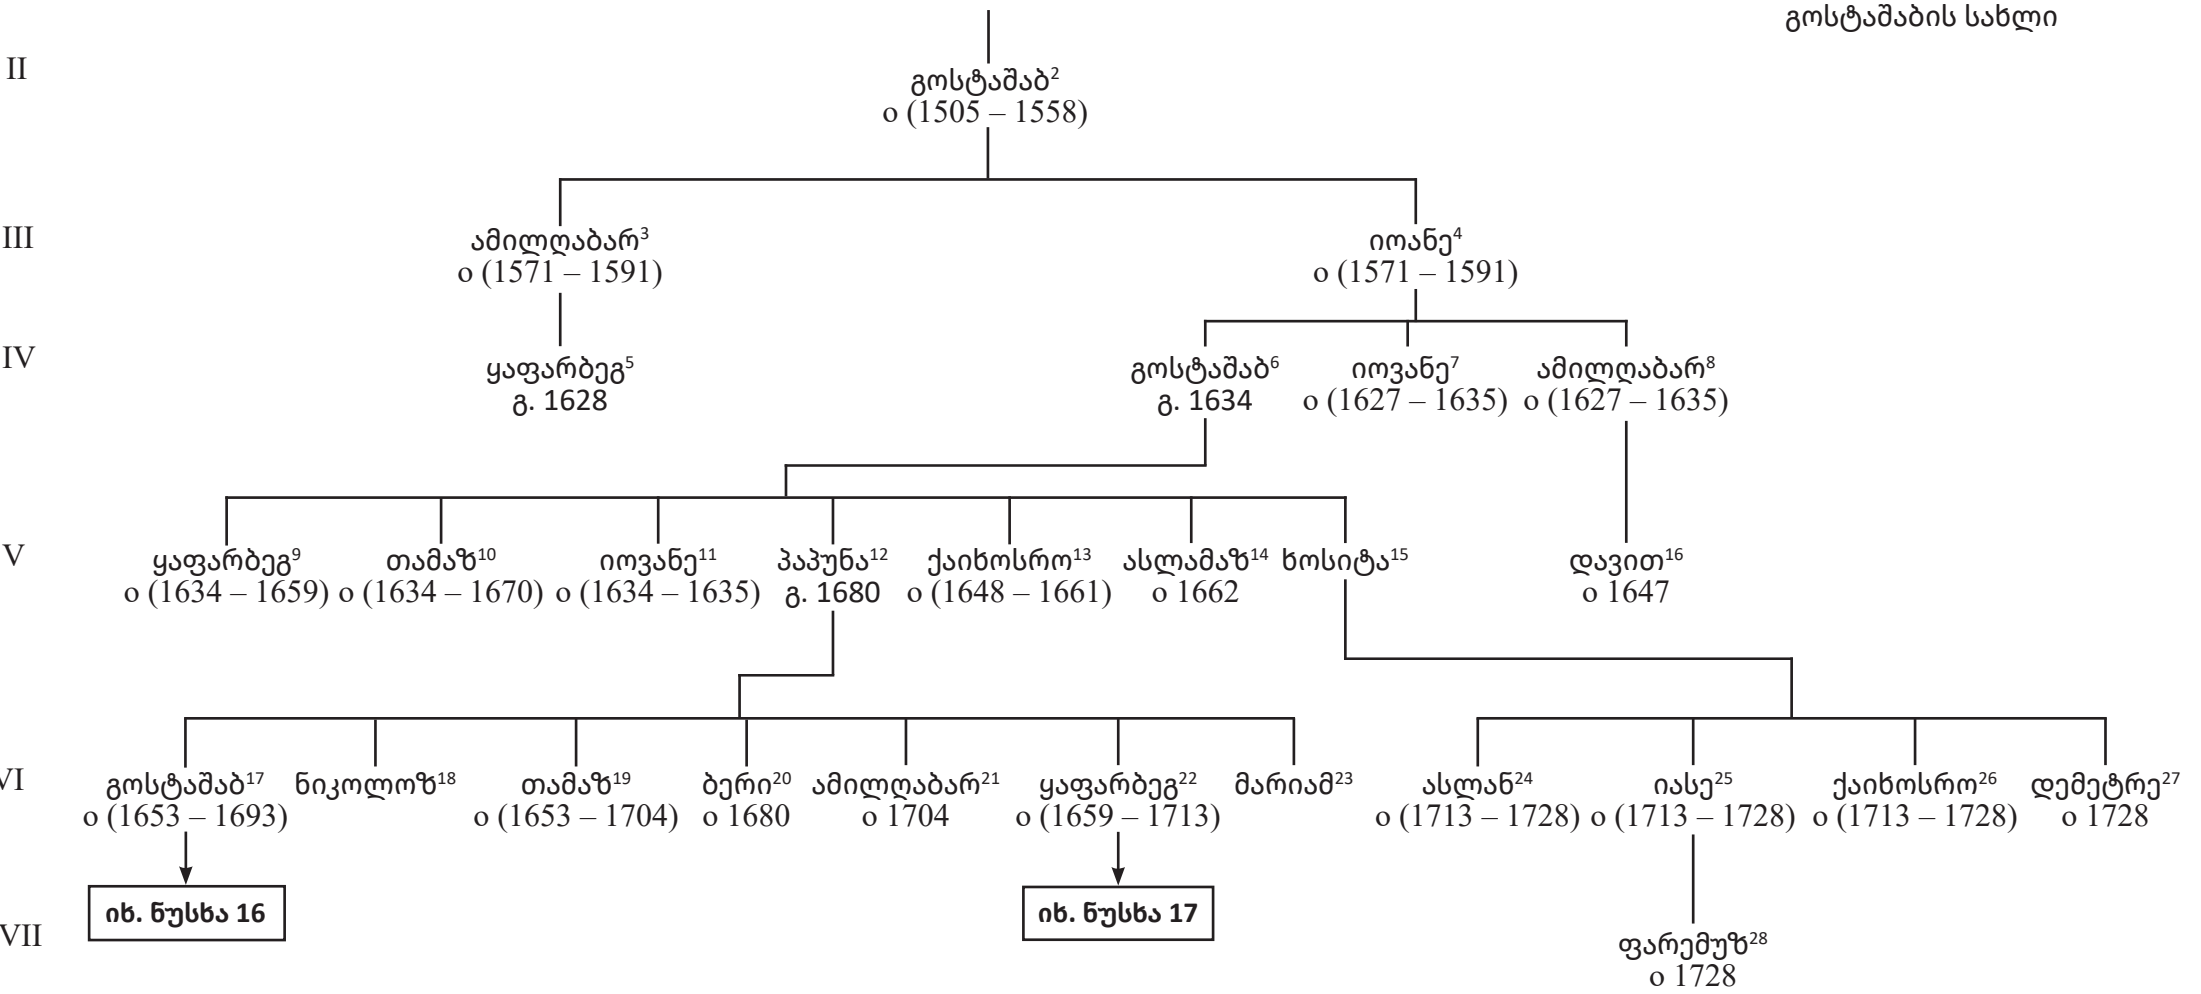 გოსტაშაბის სახლი
II
გოსტაშაბ²
o (1505 – 1558)
III
ამილღაბარ³ იოანე⁴
o (1571 – 1591) o (1571 – 1591)
IV
ყაფარბეგ⁵ გოსტაშაბ⁶ იოვანე⁷ ამილღაბარ⁸
გ. 1628 გ. 1634 o (1627 – 1635) o (1627 – 1635)
V
ყაფარბეგ⁹ თამაზ¹⁰ იოვანე¹¹ პაპუნა¹² ქაიხოსრო¹³ ასლამაზ¹⁴ ხოსიტა¹⁵ დავით¹⁶
o (1634 – 1659) o (1634 – 1670) o (1634 – 1635) გ. 1680 o (1648 – 1661) o 1662 o 1647
VI
გოსტაშაბ¹⁷ ნიკოლოზ¹⁸ თამაზ¹⁹ ბერი²⁰ ამილღაბარ²¹ ყაფარბეგ²² მარიამ²³ ასლან²⁴ იასე²⁵ ქაიხოსრო²⁶ დემეტრე²⁷
o (1653 – 1693) o (1653 – 1704) o 1680 o 1704 o (1659 – 1713) o (1713 – 1728) o (1713 – 1728) o (1713 – 1728) o 1728
იხ. ნუსხა 16 იხ. ნუსხა 17
VII
ფარემუზ²⁸
o 1728